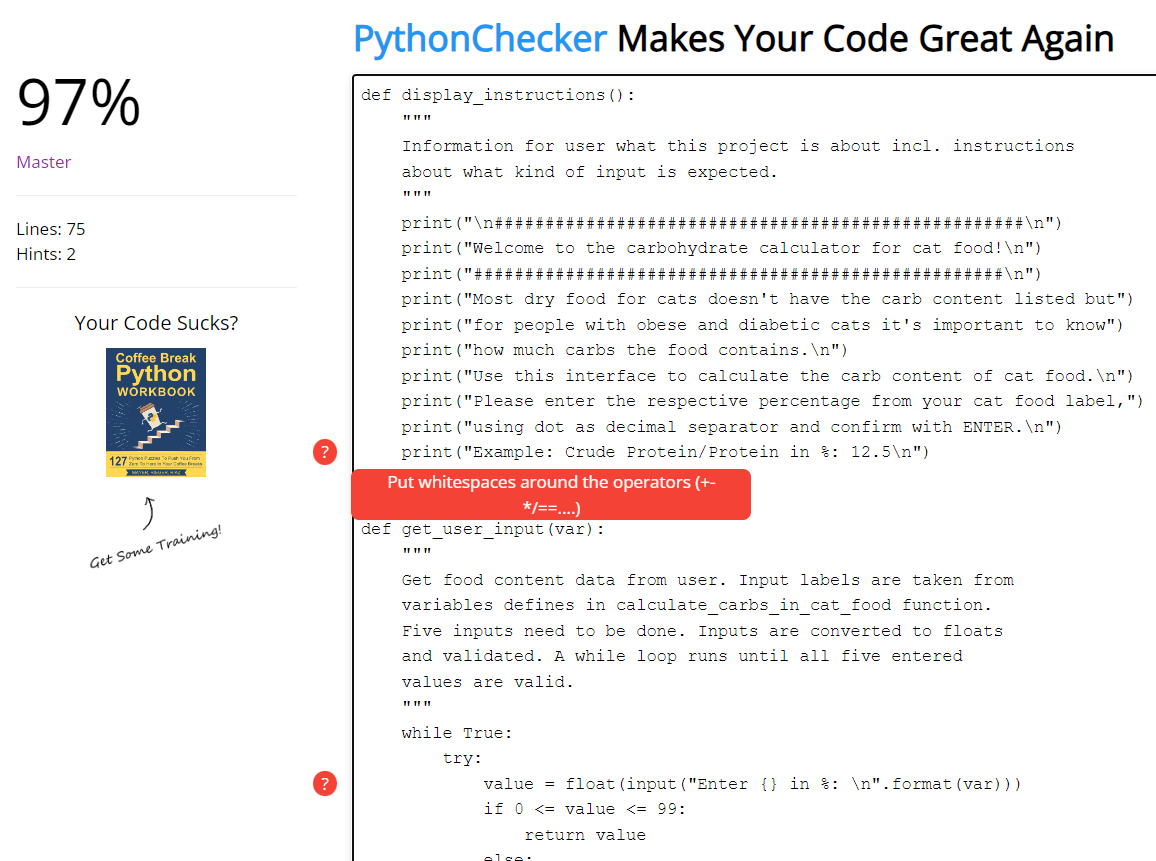 PythonChecker Makes Your Code Great Again
97%
Master
Lines: 75
Hints: 2
Your Code Sucks?
Coffee Break
Python
WORKBOOK
127 Python Puzzles To Push You From
Zero To Hero in Your Coffee Breaks
Get Some Training!
def display_instructions():
    """
    Information for user what this project is about incl. instructions
    about what kind of input is expected.
    """
    print("\n####################################################\n")
    print("Welcome to the carbohydrate calculator for cat food!\n")
    print("####################################################\n")
    print("Most dry food for cats doesn't have the carb content listed but")
    print("for people with obese and diabetic cats it's important to know")
    print("how much carbs the food contains.\n")
    print("Use this interface to calculate the carb content of cat food.\n")
    print("Please enter the respective percentage from your cat food label,")
    print("using dot as decimal separator and confirm with ENTER.\n")
?
    print("Example: Crude Protein/Protein in %: 12.5\n")
Put whitespaces around the operators (+-
*/==....)
def get_user_input(var):
    """
    Get food content data from user. Input labels are taken from
    variables defines in calculate_carbs_in_cat_food function.
    Five inputs need to be done. Inputs are converted to floats
    and validated. A while loop runs until all five entered
    values are valid.
    """
    while True:
        try:
?
            value = float(input("Enter {} in %: \n".format(var)))
            if 0 <= value <= 99:
                return value
            else: